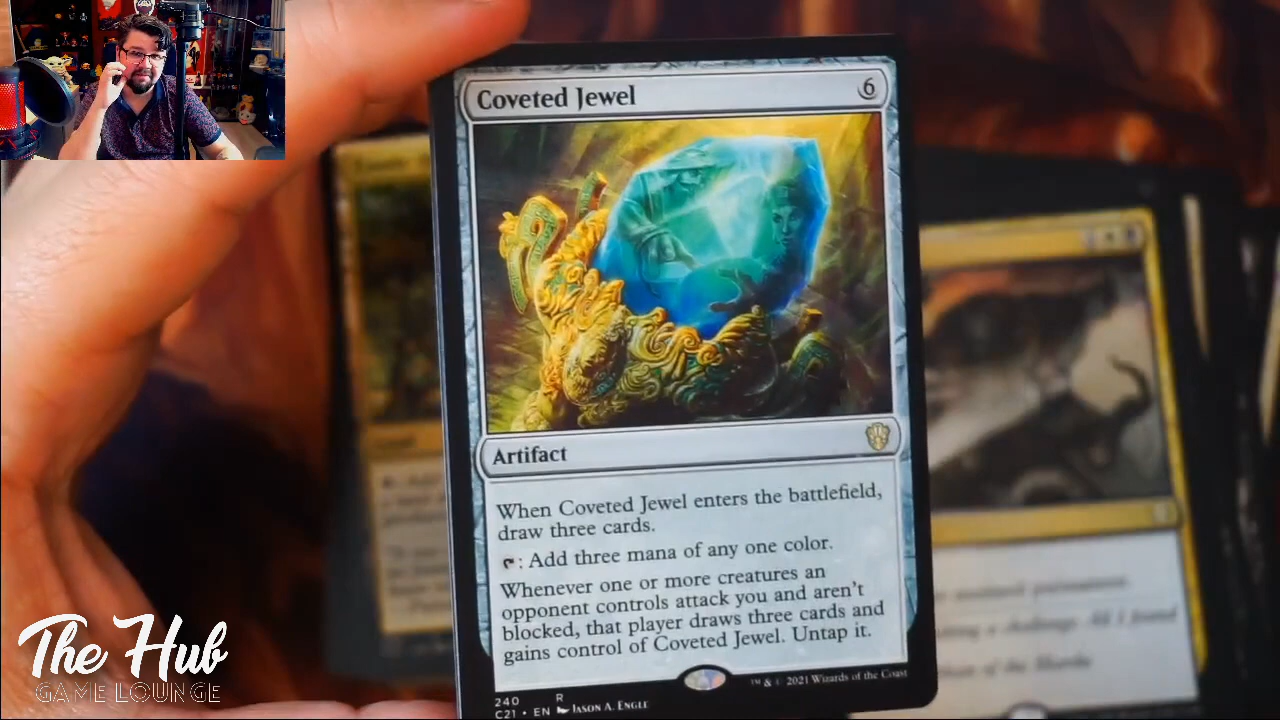 Coveted Jewel 6
Artifact
When Coveted Jewel enters the battlefield,
draw three cards.
: Add three mana of any one color.
Whenever one or more creatures an
opponent controls attack you and aren't
blocked, that player draws three cards and
gains control of Coveted Jewel. Untap it.
240 R
C21 • EN JASON A. ENGLE
™ & © 2021 Wizards of the Coast
The Hub
GAME LOUNGE